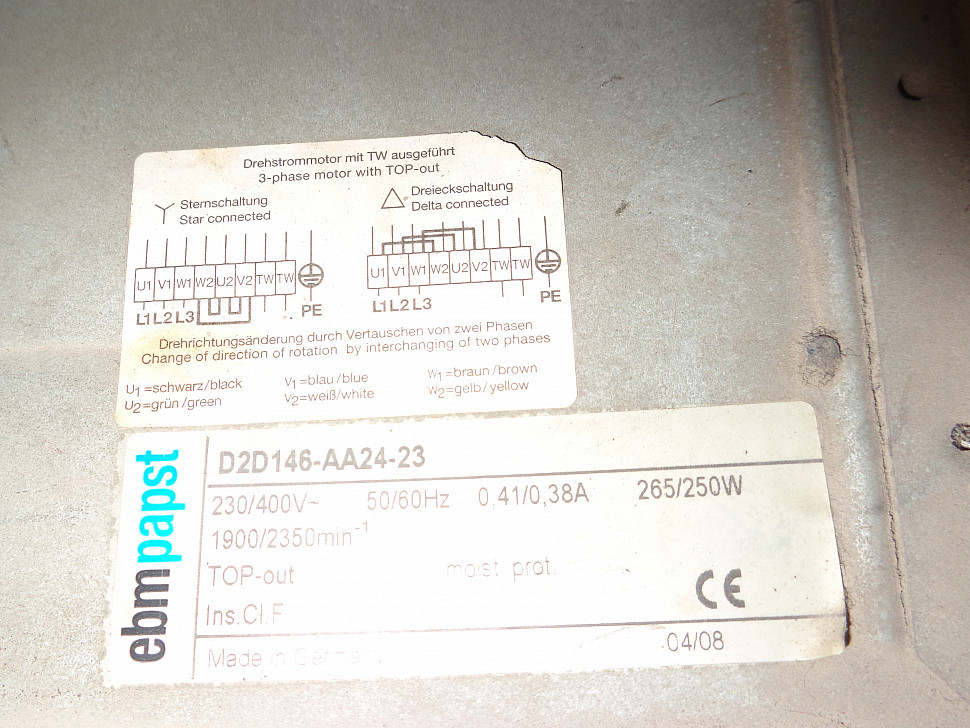 Drehstrommotor mit TW ausgeführt
3-phase motor with TOP-out
Sternschaltung
Star connected
Dreieckschaltung
Delta connected
U1 V1 W1 W2 U2 V2 TW TW
L1 L2 L3 PE
U1 V1 W1 W2 U2 V2 TW TW
L1 L2 L3 PE
Drehrichtungsänderung durch Vertauschen von zwei Phasen
Change of direction of rotation by interchanging of two phases
U1 =schwarz/black V1=blau/blue W1=braun/brown
U2=grün/green V2=weiß/white W2=gelb/yellow
ebmpapst
D2D146-AA24-23
230/400V~ 50/60Hz 0,41/0,38A 265/250W
1900/2350min-1
TOP-out moist prot.
CE
Ins.Cl.F
Made in Germany 04/08